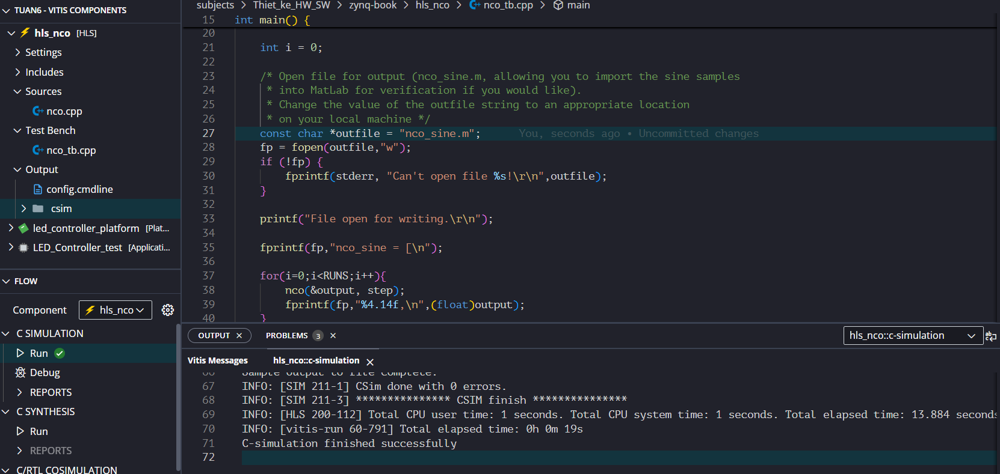 TUAN6 - VITIS COMPONENTS
hls_nco [HLS]
Settings
Includes
Sources
nco.cpp
Test Bench
nco_tb.cpp
Output
config.cmdline
csim
led_controller_platform [Plat...
LED_Controller_test [Applicati...
FLOW
Component hls_nco
C SIMULATION
Run
Debug
REPORTS
C SYNTHESIS
Run
REPORTS
C/RTL COSIMULATION
subjects > Thiet_ke_HW_SW > zynq-book > hls_nco > nco_tb.cpp > main
15 int main() {
20
21 int i = 0;
22
23 /* Open file for output (nco_sine.m, allowing you to import the sine samples
24 * into MatLab for verification if you would like).
25 * Change the value of the outfile string to an appropriate location
26 * on your local machine */
27 const char *outfile = "nco_sine.m"; You, seconds ago • Uncommitted changes
28 fp = fopen(outfile,"w");
29 if (!fp) {
30 fprintf(stderr, "Can't open file %s!\r\n",outfile);
31 }
32
33 printf("File open for writing.\r\n");
34
35 fprintf(fp,"nco_sine = [\n");
36
37 for(i=0;i<RUNS;i++){
38 nco(&output, step);
39 fprintf(fp,"%4.14f,\n",(float)output);
40 }
OUTPUT PROBLEMS 3 hls_nco::c-simulation
Vitis Messages hls_nco::c-simulation
66 Sample output to file complete.
67 INFO: [SIM 211-1] CSim done with 0 errors.
68 INFO: [SIM 211-3] *************** CSIM finish ***************
69 INFO: [HLS 200-112] Total CPU user time: 1 seconds. Total CPU system time: 1 seconds. Total elapsed time: 13.884 seconds
70 INFO: [vitis-run 60-791] Total elapsed time: 0h 0m 19s
71 C-simulation finished successfully
72